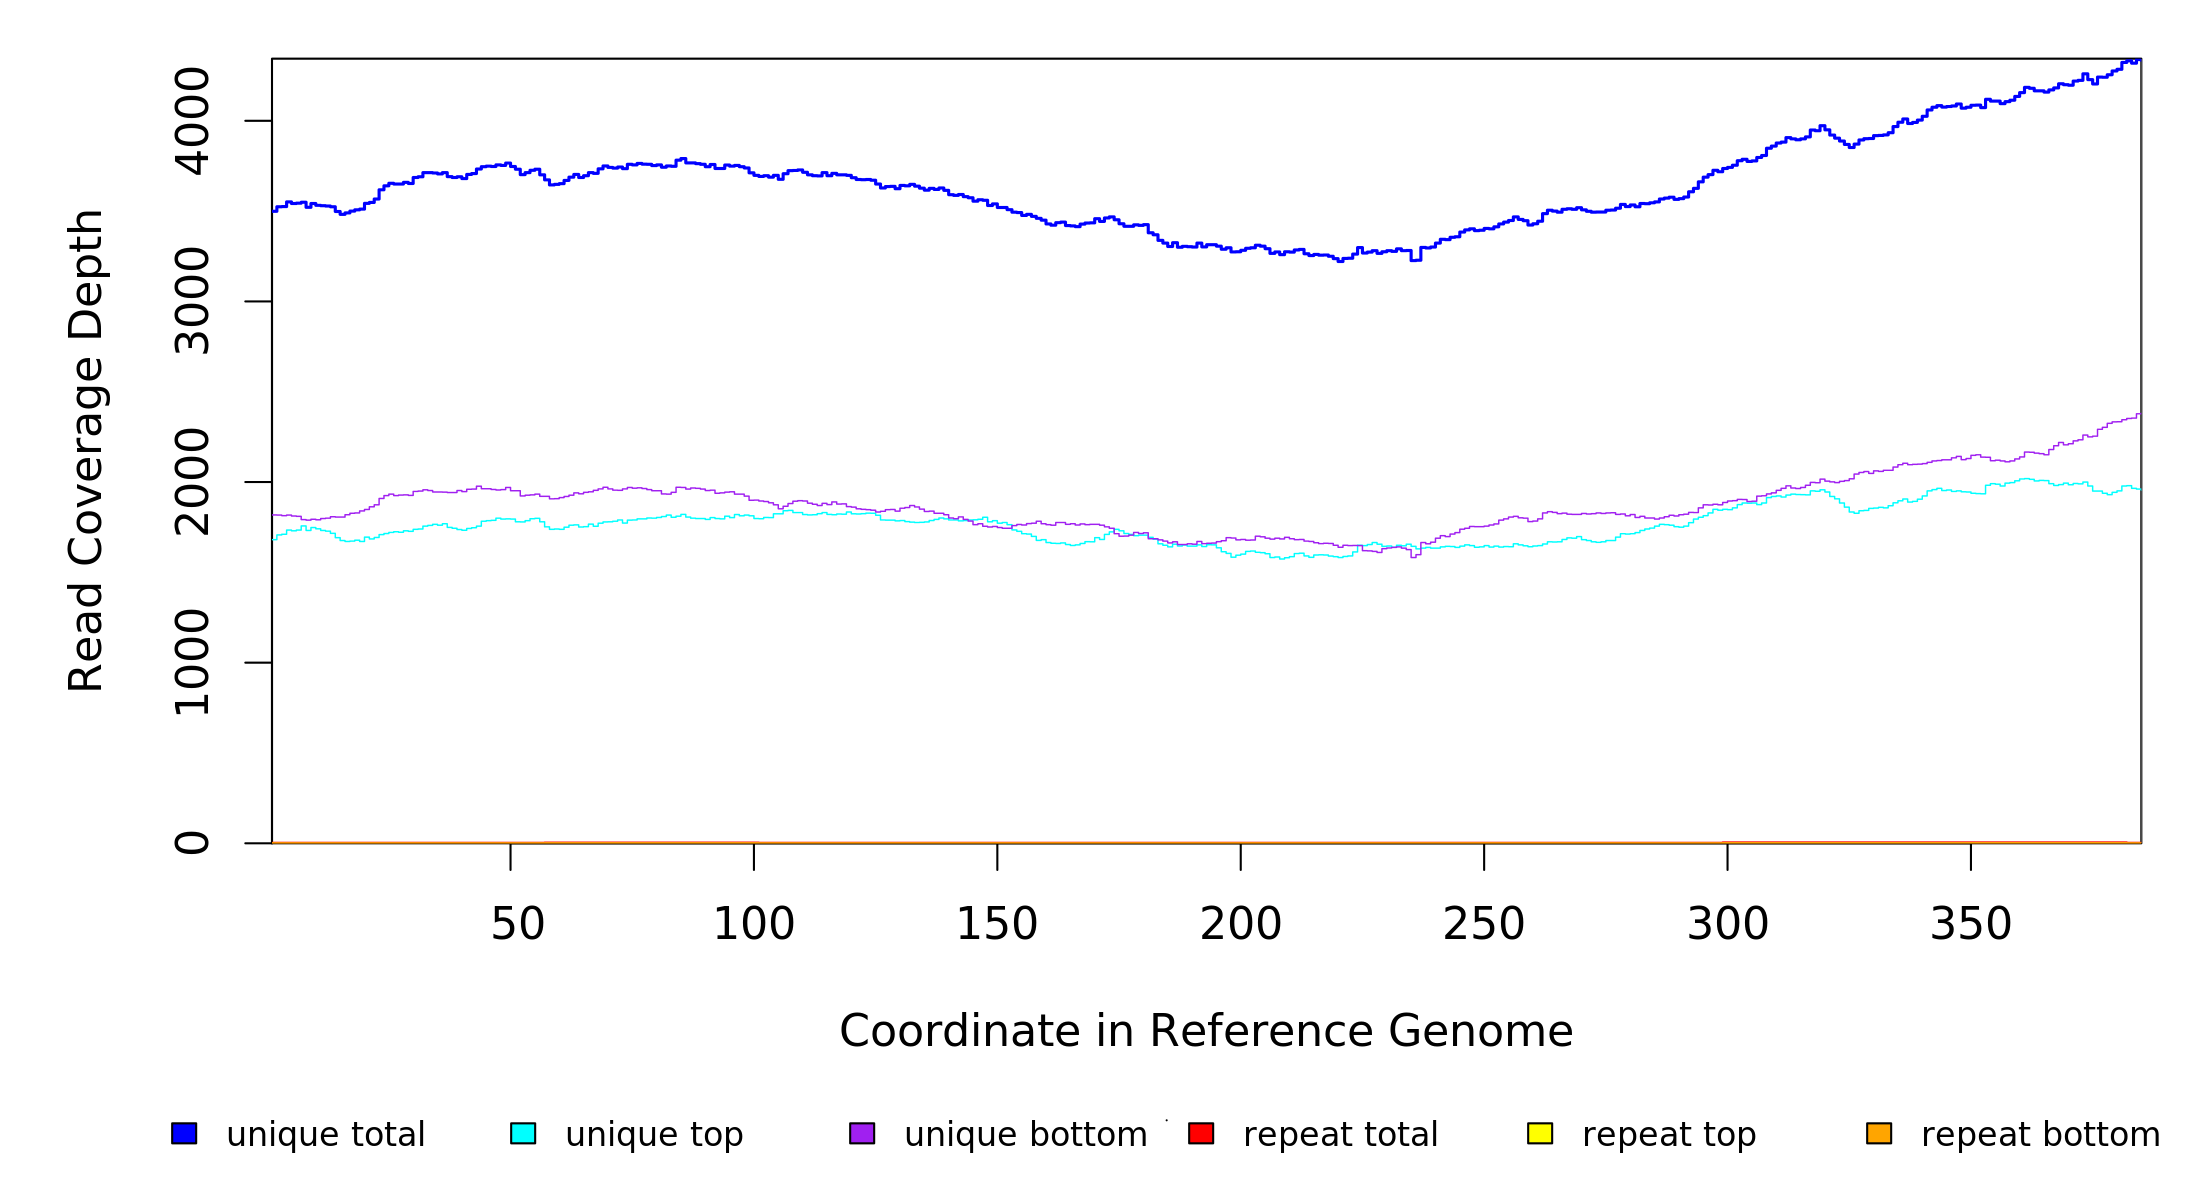 Read Coverage Depth
4000
3000
2000
1000
0
50 100 150 200 250 300 350
Coordinate in Reference Genome
unique total unique top unique bottom repeat total repeat top repeat bottom